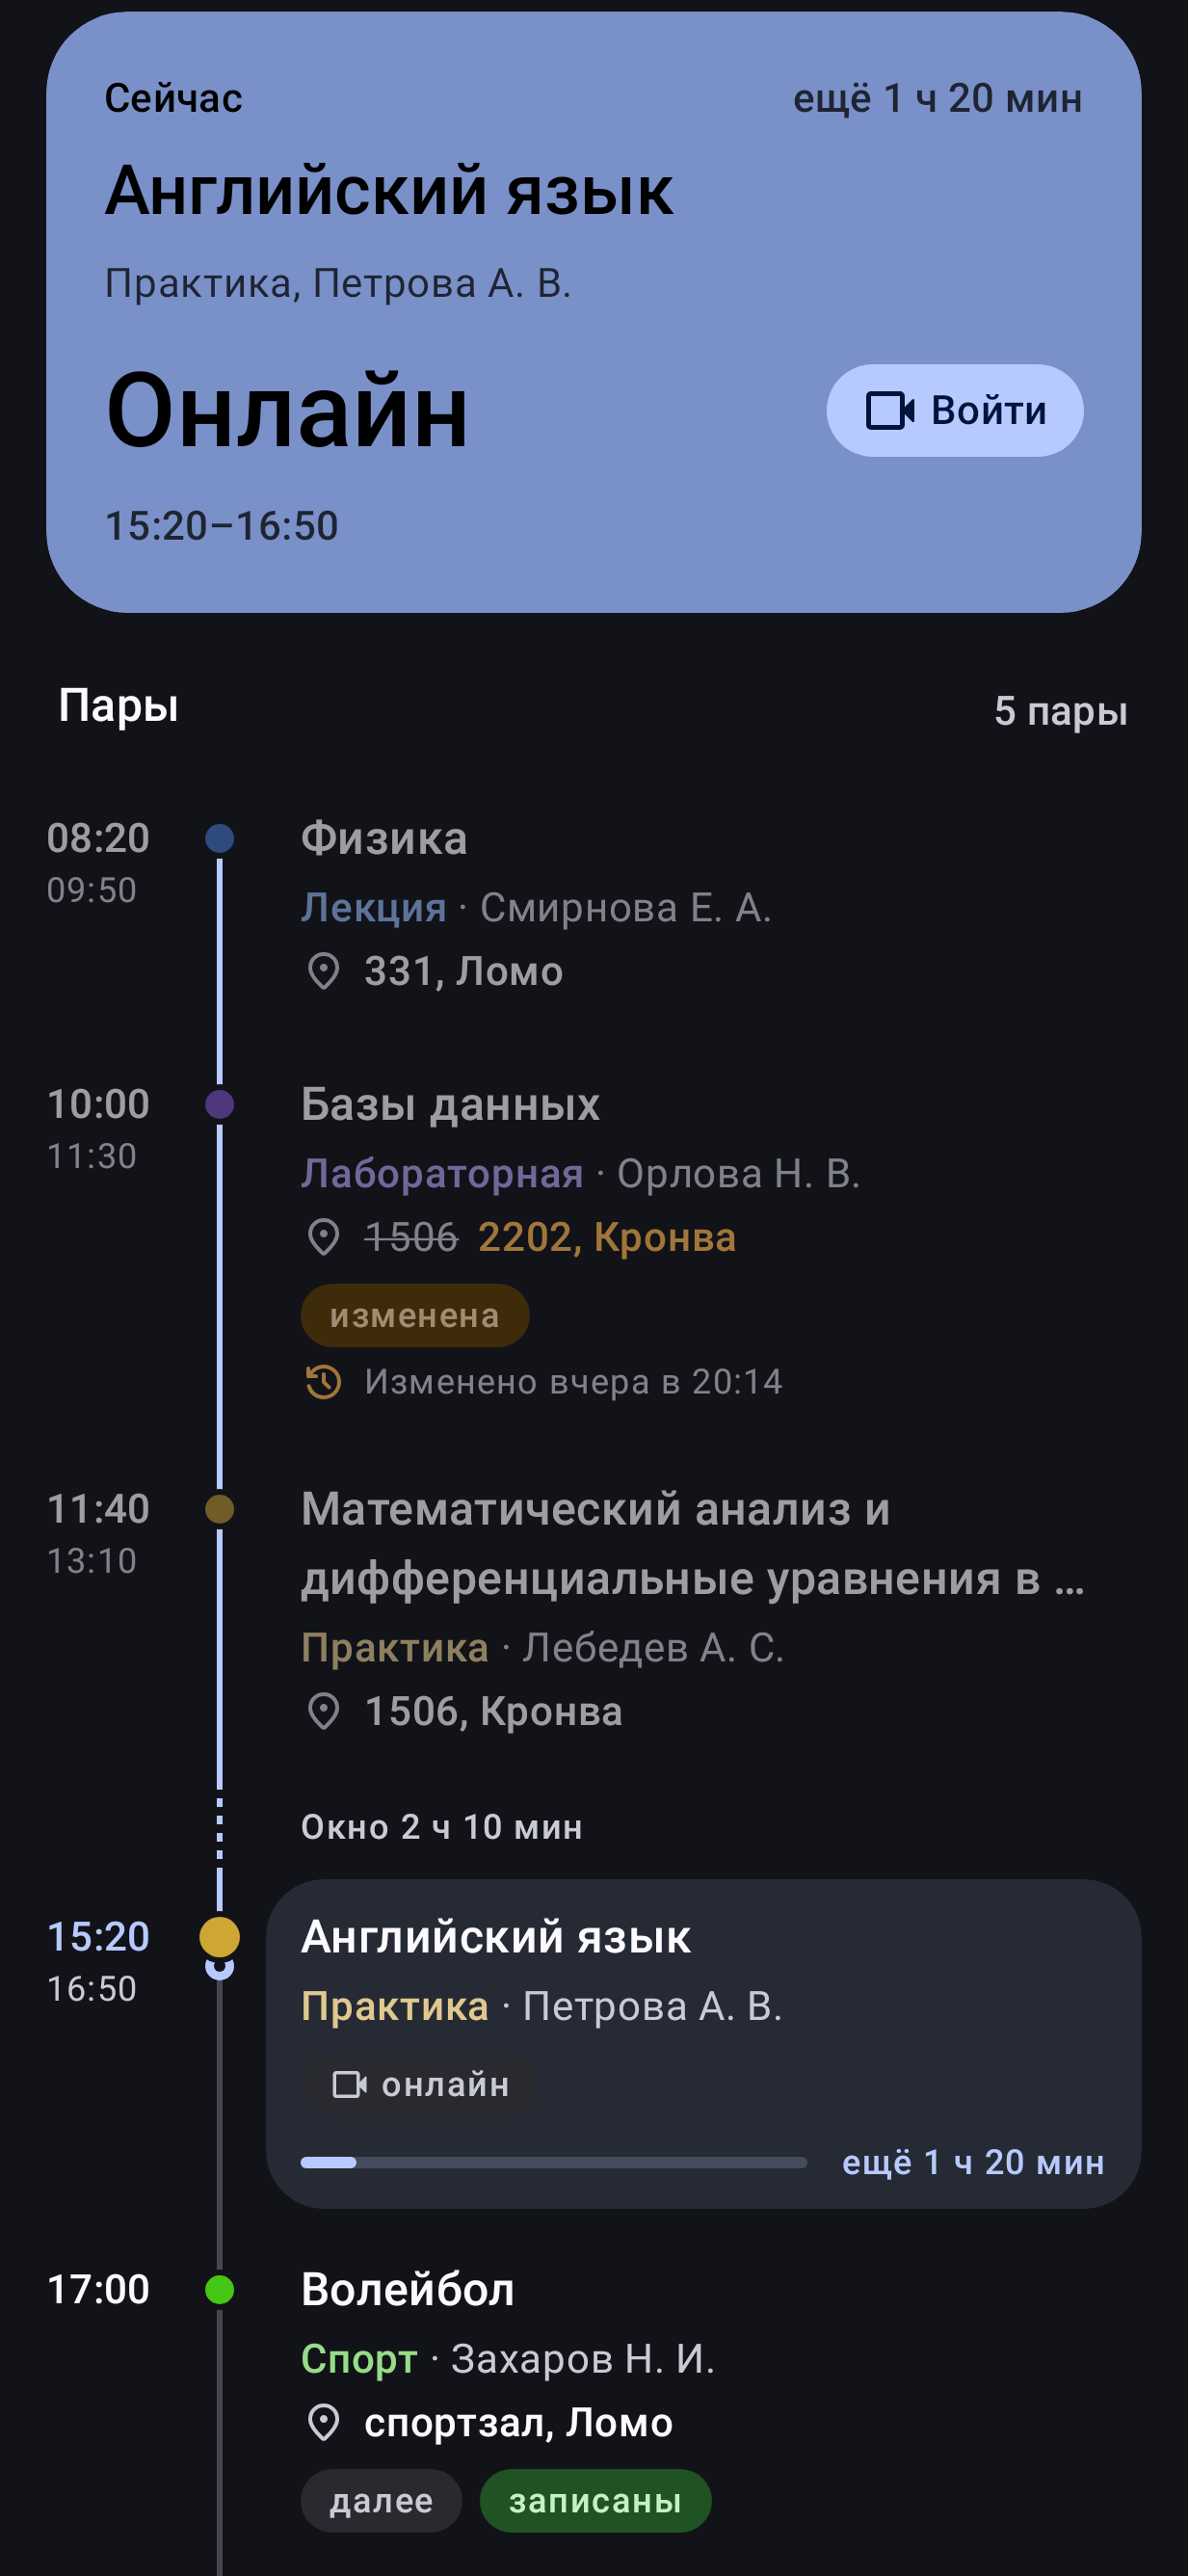 Сейчас ещё 1 ч 20 мин
Английский язык
Практика, Петрова А. В.
Онлайн Войти
15:20–16:50
Пары 5 пары
08:20 Физика
09:50 Лекция · Смирнова Е. А.
331, Ломо
10:00 Базы данных
11:30 Лабораторная · Орлова Н. В.
1506 2202, Кронва
изменена
Изменено вчера в 20:14
11:40 Математический анализ и
13:10 дифференциальные уравнения в ...
Практика · Лебедев А. С.
1506, Кронва
Окно 2 ч 10 мин
15:20 Английский язык
16:50 Практика · Петрова А. В.
онлайн
ещё 1 ч 20 мин
17:00 Волейбол
Спорт · Захаров Н. И.
спортзал, Ломо
далее записаны